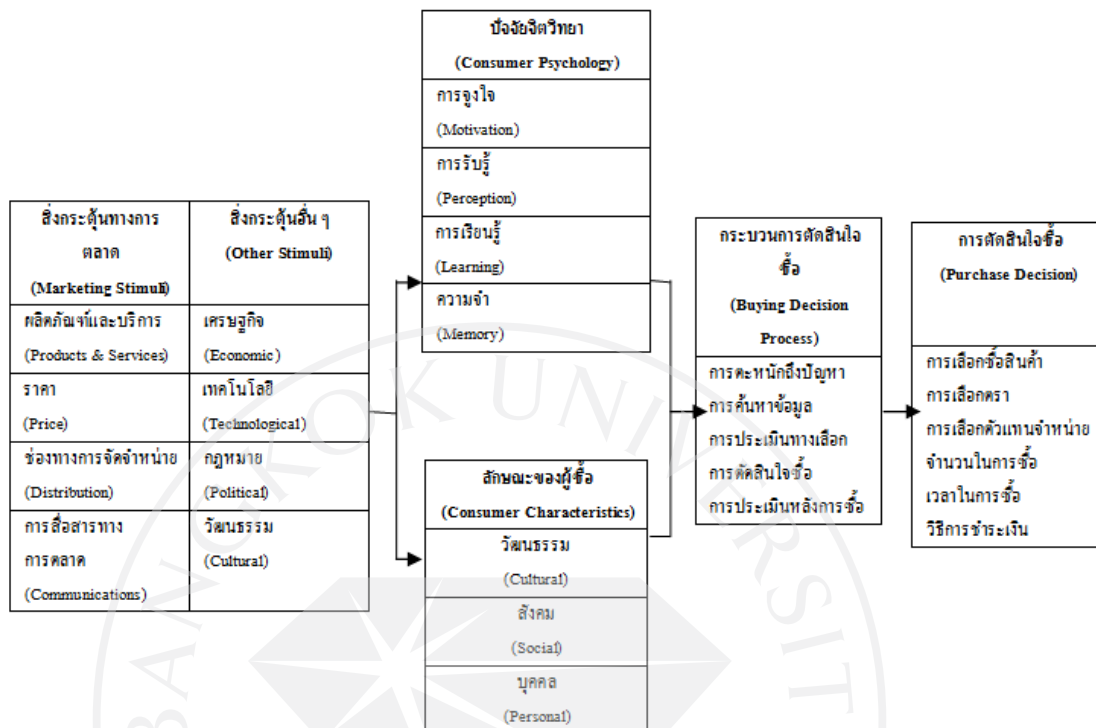 สิ่งกระตุ้นทางการ
ตลาด
(Marketing Stimuli)
ผลิตภัณฑ์และบริการ
(Products & Services)
ราคา
(Price)
ช่องทางการจัดจำหน่าย
(Distribution)
การสื่อสารทาง
การตลาด
(Communications)
สิ่งกระตุ้นอื่น ๆ
(Other Stimuli)
เศรษฐกิจ
(Economic)
เทคโนโลยี
(Technological)
กฎหมาย
(Political)
วัฒนธรรม
(Cultural)
ปัจจัยจิตวิทยา
(Consumer Psychology)
การจูงใจ
(Motivation)
การรับรู้
(Perception)
การเรียนรู้
(Learning)
ความจำ
(Memory)
ลักษณะของผู้ซื้อ
(Consumer Characteristics)
วัฒนธรรม
(Cultural)
สังคม
(Social)
บุคคล
(Personal)
กระบวนการตัดสินใจ
ซื้อ
(Buying Decision
Process)
การตะหนักถึงปัญหา
การค้นหาข้อมูล
การประเมินทางเลือก
การตัดสินใจซื้อ
การประเมินหลังการซื้อ
การตัดสินใจซื้อ
(Purchase Decision)
การเลือกซื้อสินค้า
การเลือกตรา
การเลือกตัวแทนจำหน่าย
จำนวนในการซื้อ
เวลาในการซื้อ
วิธีการชำระเงิน
BANGKOK UNIVERSIT